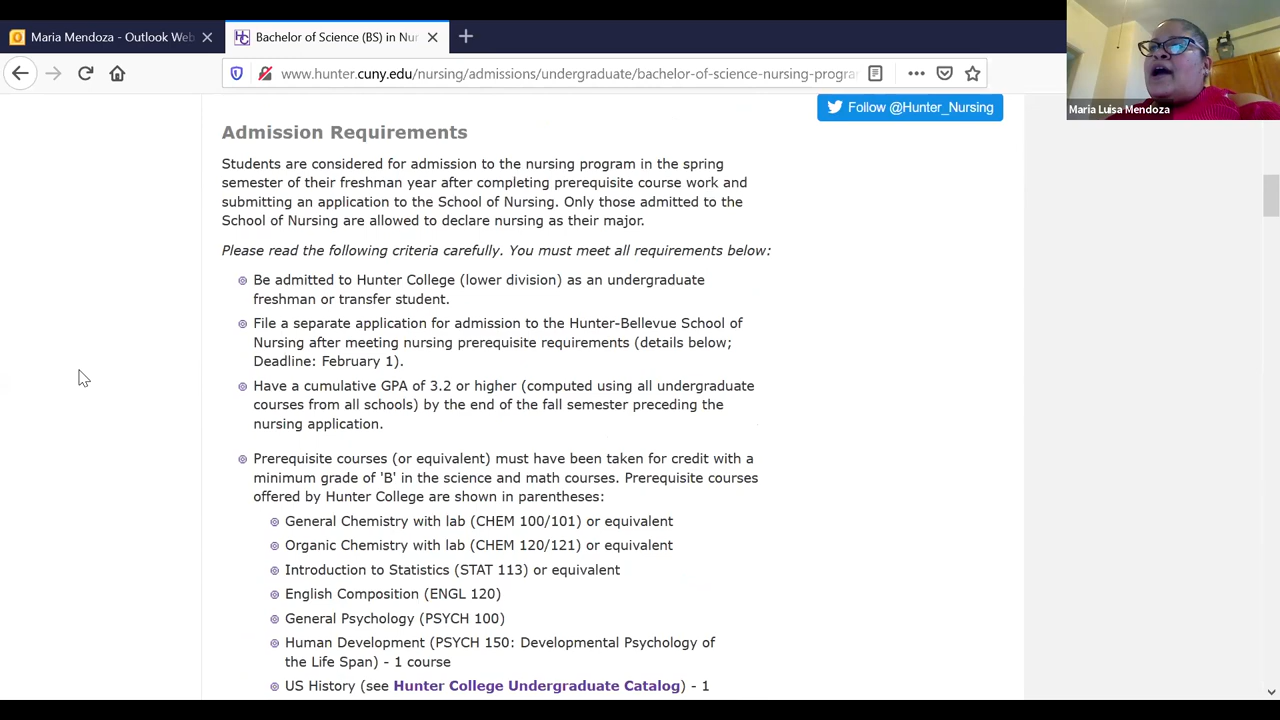 Maria Mendoza - Outlook Web
Bachelor of Science (BS) in Nur
www.hunter.cuny.edu/nursing/admissions/undergraduate/bachelor-of-science-nursing-progra
Maria Luisa Mendoza
Follow @Hunter_Nursing
Admission Requirements
Students are considered for admission to the nursing program in the spring
semester of their freshman year after completing prerequisite course work and
submitting an application to the School of Nursing. Only those admitted to the
School of Nursing are allowed to declare nursing as their major.
Please read the following criteria carefully. You must meet all requirements below:
Be admitted to Hunter College (lower division) as an undergraduate
freshman or transfer student.
File a separate application for admission to the Hunter-Bellevue School of
Nursing after meeting nursing prerequisite requirements (details below;
Deadline: February 1).
Have a cumulative GPA of 3.2 or higher (computed using all undergraduate
courses from all schools) by the end of the fall semester preceding the
nursing application.
Prerequisite courses (or equivalent) must have been taken for credit with a
minimum grade of 'B' in the science and math courses. Prerequisite courses
offered by Hunter College are shown in parentheses:
General Chemistry with lab (CHEM 100/101) or equivalent
Organic Chemistry with lab (CHEM 120/121) or equivalent
Introduction to Statistics (STAT 113) or equivalent
English Composition (ENGL 120)
General Psychology (PSYCH 100)
Human Development (PSYCH 150: Developmental Psychology of
the Life Span) - 1 course
US History (see Hunter College Undergraduate Catalog) - 1